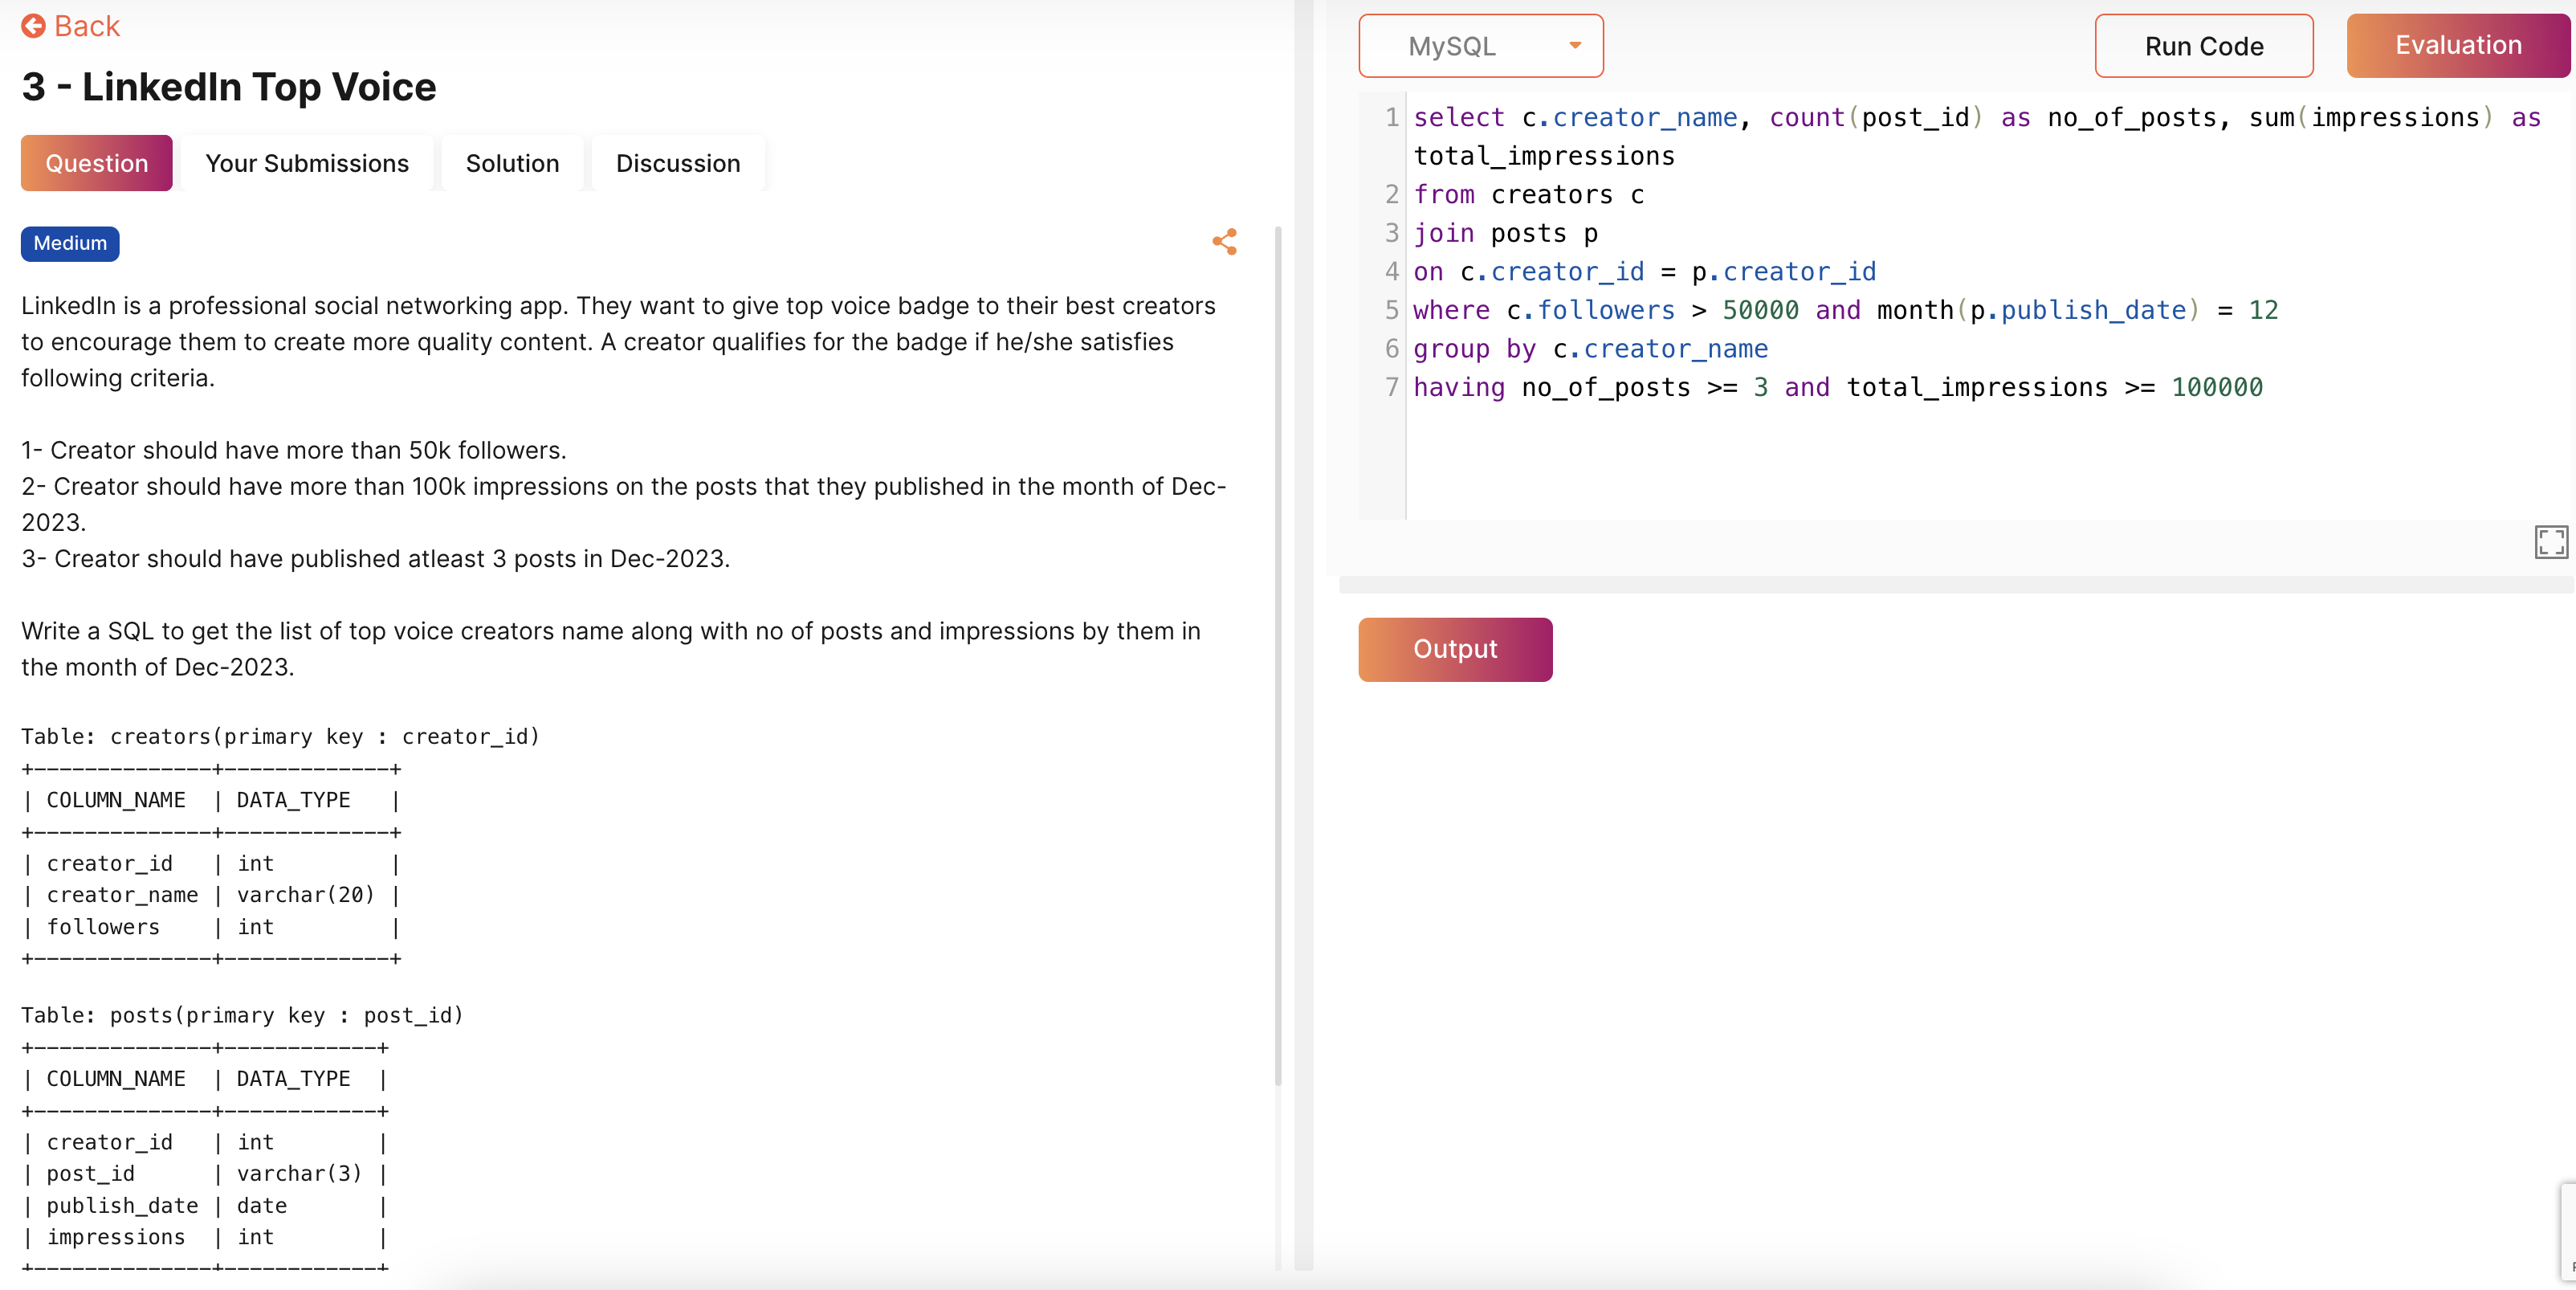 Back
3 - LinkedIn Top Voice
Question Your Submissions Solution Discussion
Medium
LinkedIn is a professional social networking app. They want to give top voice badge to their best creators
to encourage them to create more quality content. A creator qualifies for the badge if he/she satisfies
following criteria.
1- Creator should have more than 50k followers.
2- Creator should have more than 100k impressions on the posts that they published in the month of Dec-
2023.
3- Creator should have published atleast 3 posts in Dec-2023.
Write a SQL to get the list of top voice creators name along with no of posts and impressions by them in
the month of Dec-2023.
Table: creators(primary key : creator_id)
+--------------+-------------+
| COLUMN_NAME  | DATA_TYPE   |
+--------------+-------------+
| creator_id   | int         |
| creator_name | varchar(20) |
| followers    | int         |
+--------------+-------------+
Table: posts(primary key : post_id)
+--------------+------------+
| COLUMN_NAME  | DATA_TYPE  |
+--------------+------------+
| creator_id   | int        |
| post_id      | varchar(3) |
| publish_date | date       |
| impressions  | int        |
+--------------+------------+
MySQL Run Code Evaluation
1 select c.creator_name, count(post_id) as no_of_posts, sum(impressions) as
total_impressions
2 from creators c
3 join posts p
4 on c.creator_id = p.creator_id
5 where c.followers > 50000 and month(p.publish_date) = 12
6 group by c.creator_name
7 having no_of_posts >= 3 and total_impressions >= 100000
Output